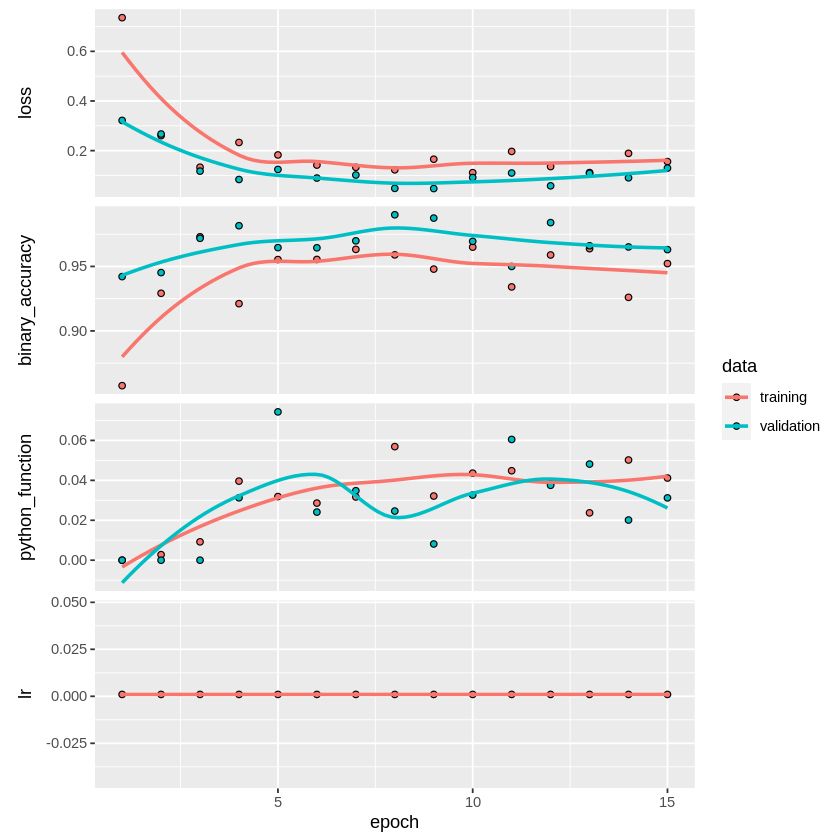 loss
0.6
0.4
0.2
binary_accuracy
0.95
0.90
python_function
0.06
0.04
0.02
0.00
lr
0.050
0.025
0.000
-0.025
5 10 15
epoch
data
training
validation